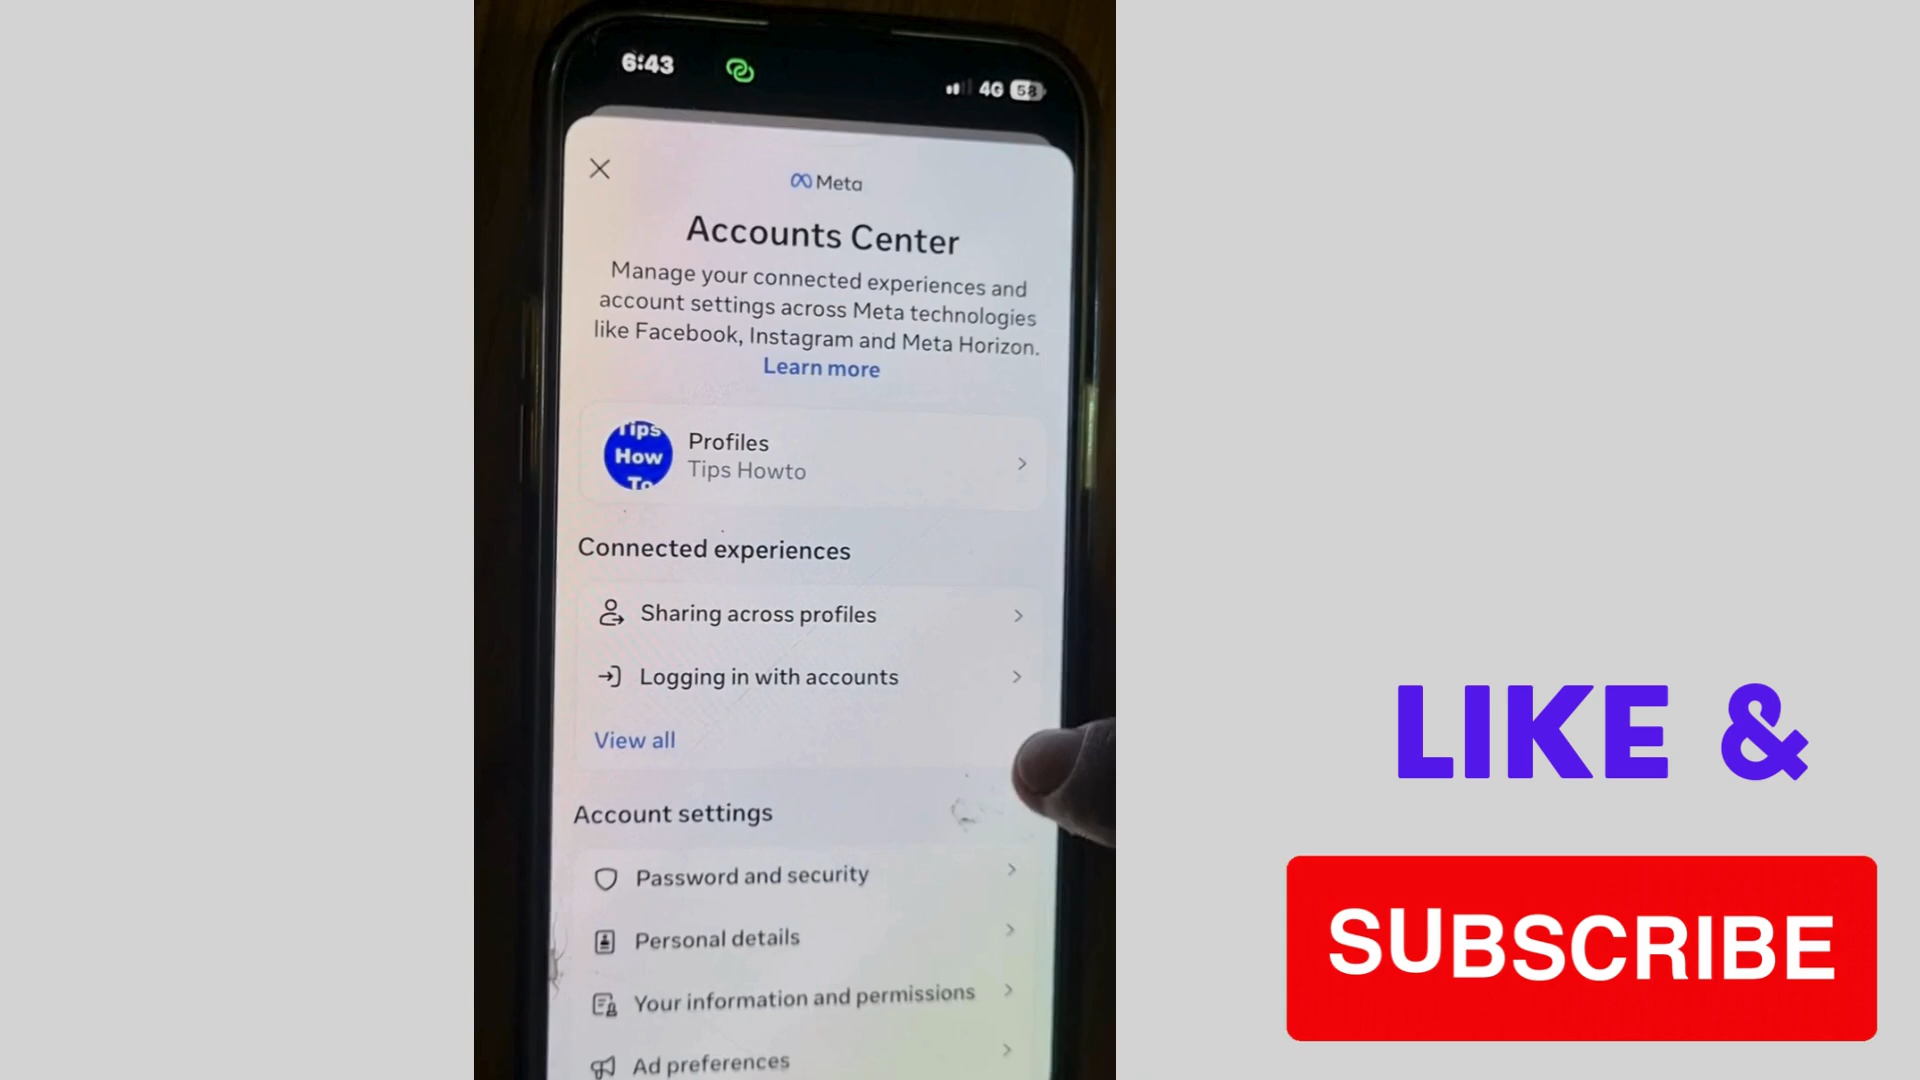 6:43
4G 58
Meta
Accounts Center
Manage your connected experiences and
account settings across Meta technologies
like Facebook, Instagram and Meta Horizon.
Learn more
Tips
How
To
Profiles
Tips Howto
Connected experiences
Sharing across profiles
Logging in with accounts
View all
Account settings
Password and security
Personal details
Your information and permissions
Ad preferences
LIKE &
SUBSCRIBE